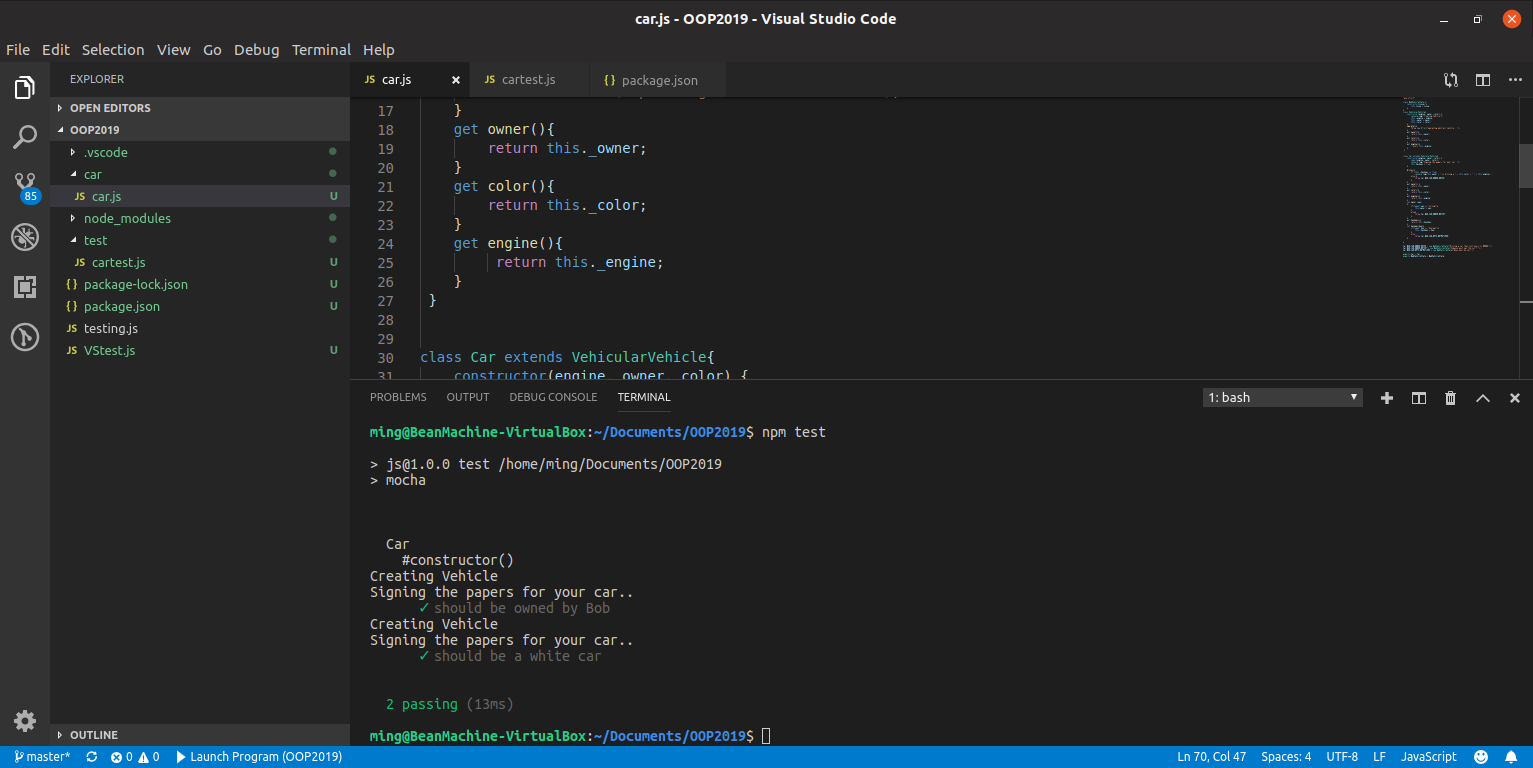 car.js - OOP2019 - Visual Studio Code
File Edit Selection View Go Debug Terminal Help
EXPLORER
OPEN EDITORS
OOP2019
.vscode
car
JS car.js U
node_modules
test
JS cartest.js U
{} package-lock.json U
{} package.json U
JS testing.js
JS VStest.js U
OUTLINE
85
JS car.js
JS cartest.js
{} package.json
17 }
18 get owner(){
19 return this._owner;
20 }
21 get color(){
22 return this._color;
23 }
24 get engine(){
25 return this._engine;
26 }
27 }
28
29
30 class Car extends VehicularVehicle{
31 constructor(engine, owner, color) {
PROBLEMS OUTPUT DEBUG CONSOLE TERMINAL
1: bash
ming@BeanMachine-VirtualBox:~/Documents/OOP2019$ npm test
> js@1.0.0 test /home/ming/Documents/OOP2019
> mocha
Car
#constructor()
Creating Vehicle
Signing the papers for your car..
✓ should be owned by Bob
Creating Vehicle
Signing the papers for your car..
✓ should be a white car
2 passing (13ms)
ming@BeanMachine-VirtualBox:~/Documents/OOP2019$
master* 0 0 Launch Program (OOP2019)
Ln 70, Col 47 Spaces: 4 UTF-8 LF JavaScript